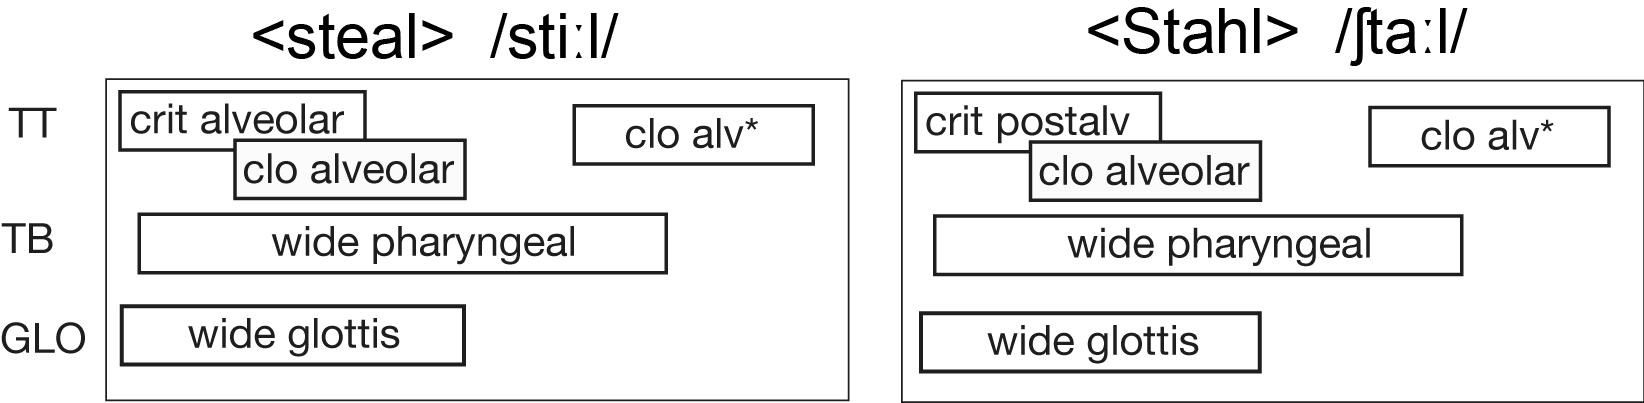 <steal> /stiːl/
<Stahl> /ʃtaːl/
TT
crit alveolar
clo alveolar
clo alv*
crit postalv
clo alveolar
clo alv*
TB
wide pharyngeal
wide pharyngeal
GLO
wide glottis
wide glottis